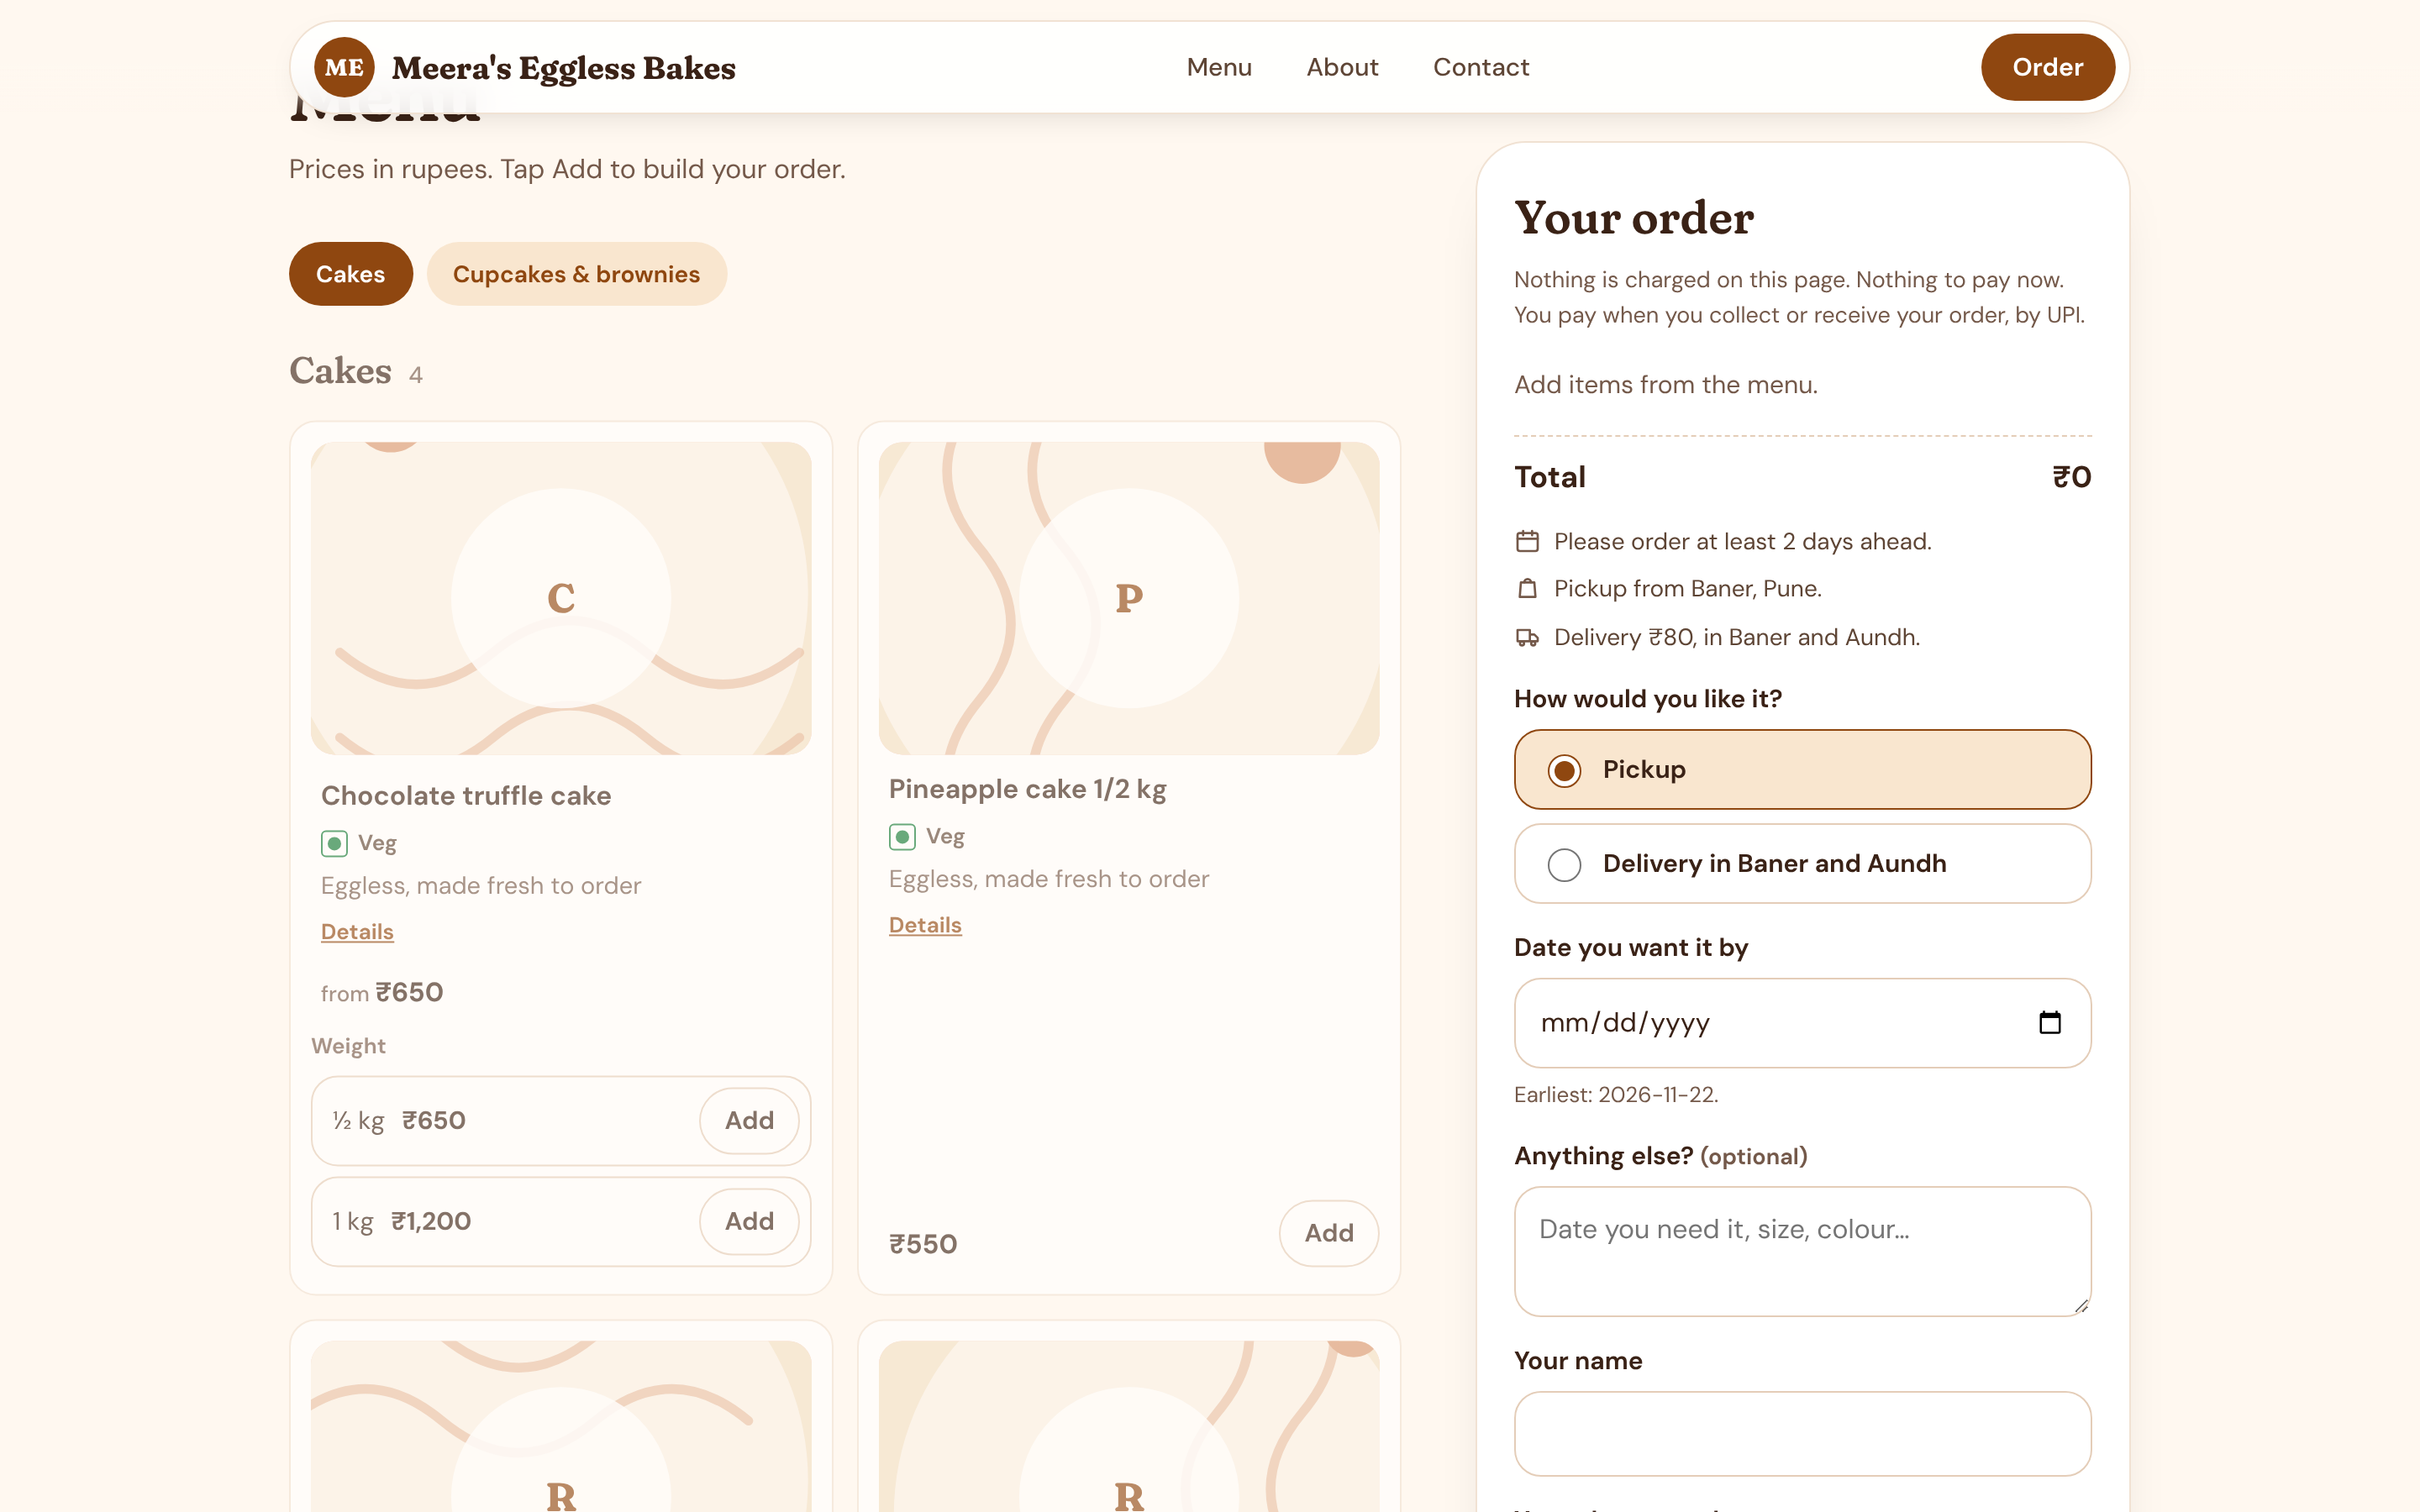 ME
Meera's Eggless Bakes
Menu
About
Contact
Order
Menu
Prices in rupees. Tap Add to build your order.
Cakes
Cupcakes & brownies
Cakes 4
C
Chocolate truffle cake
Veg
Eggless, made fresh to order
Details
from ₹650
Weight
½ kg ₹650
Add
1 kg ₹1,200
Add
P
Pineapple cake 1/2 kg
Veg
Eggless, made fresh to order
Details
₹550
Add
R
R
Your order
Nothing is charged on this page. Nothing to pay now.
You pay when you collect or receive your order, by UPI.
Add items from the menu.
Total ₹0
Please order at least 2 days ahead.
Pickup from Baner, Pune.
Delivery ₹80, in Baner and Aundh.
How would you like it?
Pickup
Delivery in Baner and Aundh
Date you want it by
mm/dd/yyyy
Earliest: 2026-11-22.
Anything else? (optional)
Date you need it, size, colour…
Your name